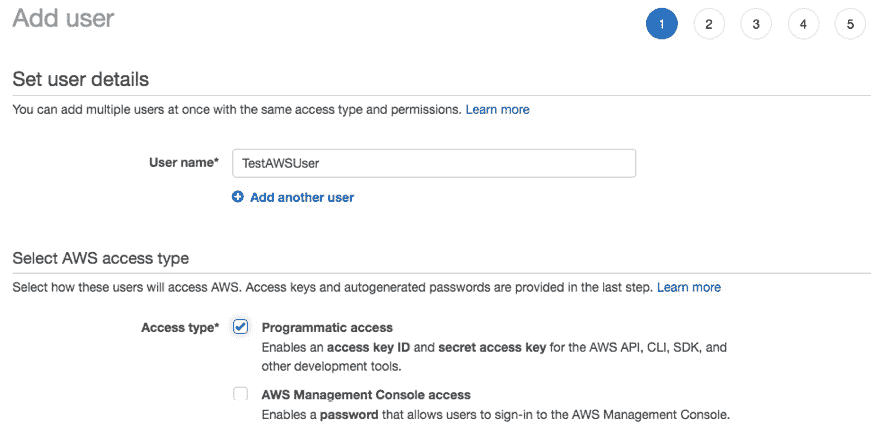 Add user
1 2 3 4 5
Set user details
You can add multiple users at once with the same access type and permissions. Learn more
User name* TestAWSUser
Add another user
Select AWS access type
Select how these users will access AWS. Access keys and autogenerated passwords are provided in the last step. Learn more
Access type* Programmatic access
Enables an access key ID and secret access key for the AWS API, CLI, SDK, and
other development tools.
AWS Management Console access
Enables a password that allows users to sign-in to the AWS Management Console.